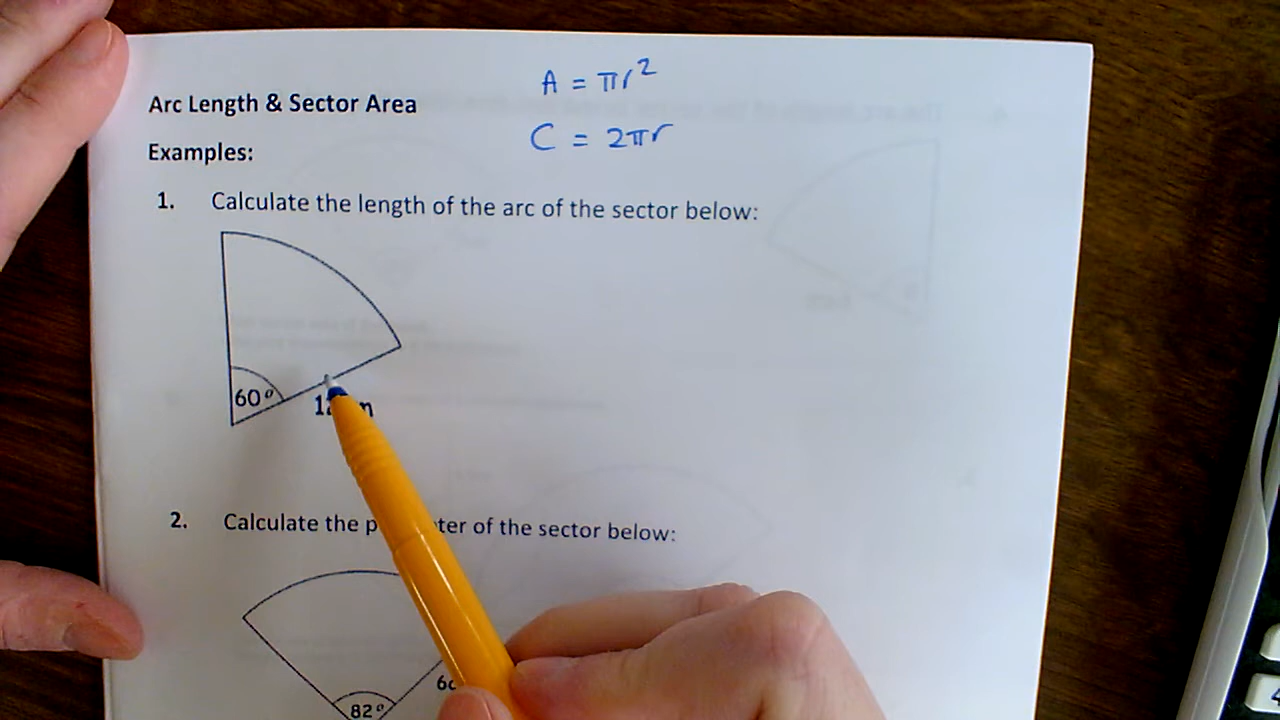 A = πr²
Arc Length & Sector Area
C = 2πr
Examples:
1. Calculate the length of the arc of the sector below:
60°
2. Calculate the of the sector below:
82°